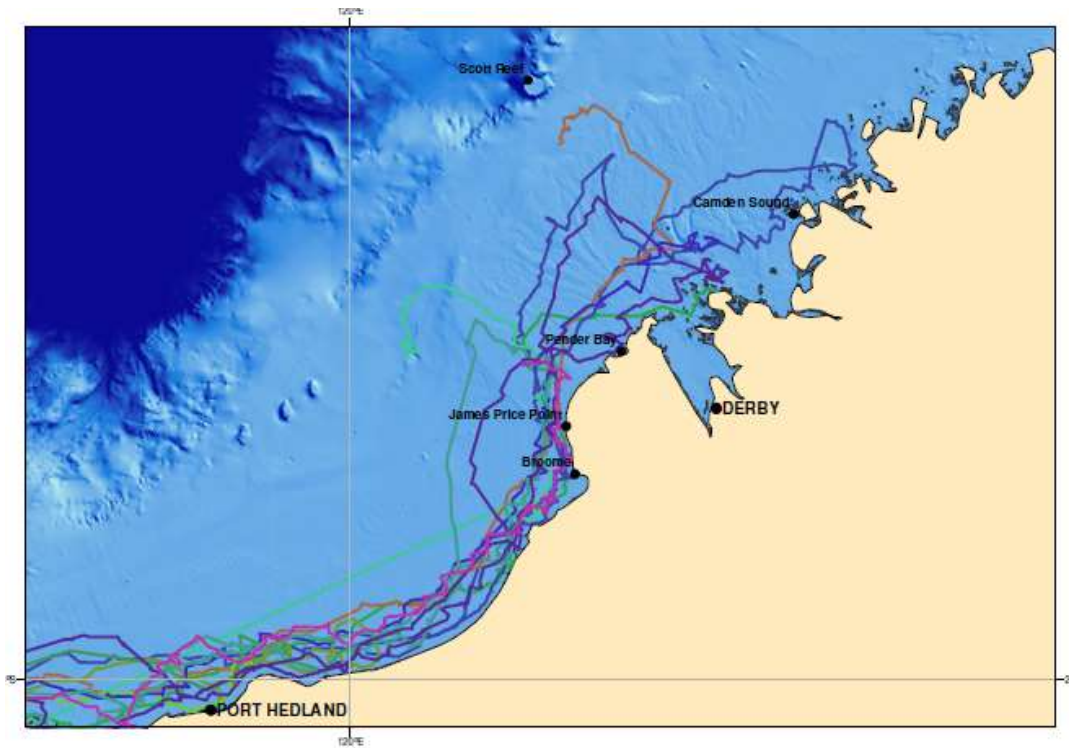 120°E
Scott Reef
Camden Sound
Pender Bay
DERBY
James Price Point
Broome
PORT HEDLAND
120°E